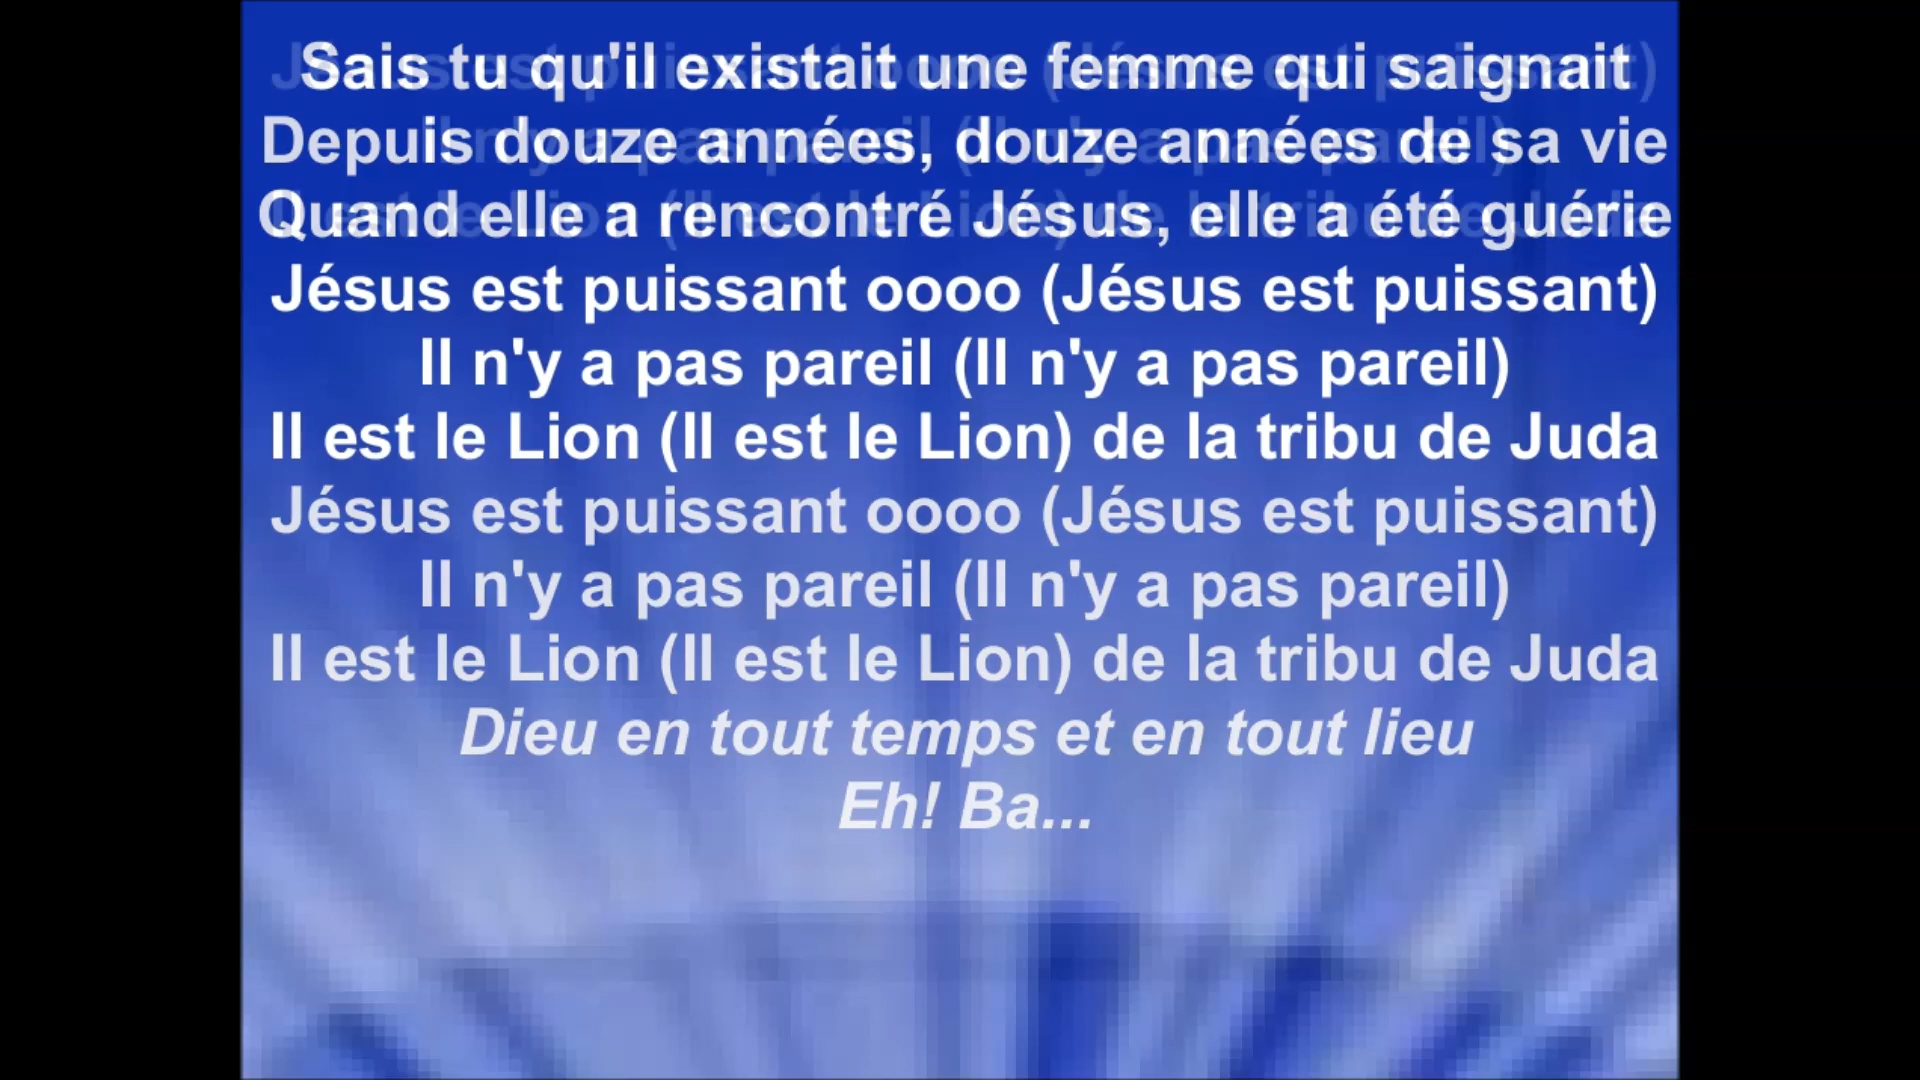 Sais tu qu'il existait une femme qui saignait
Depuis douze années, douze années de sa vie
Quand elle a rencontré Jésus, elle a été guérie
Jésus est puissant oooo (Jésus est puissant)
Il n'y a pas pareil (Il n'y a pas pareil)
Il est le Lion (Il est le Lion) de la tribu de Juda
Jésus est puissant oooo (Jésus est puissant)
Il n'y a pas pareil (Il n'y a pas pareil)
Il est le Lion (Il est le Lion) de la tribu de Juda
Dieu en tout temps et en tout lieu
Eh! Ba...